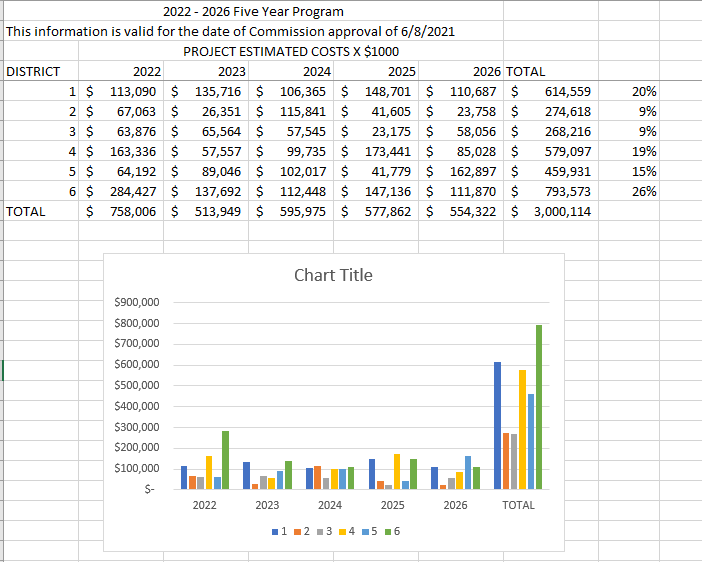 2022 - 2026 Five Year Program
This information is valid for the date of Commission approval of 6/8/2021
PROJECT ESTIMATED COSTS X $1000
DISTRICT 2022 2023 2024 2025 2026 TOTAL
1 $ 113,090 $ 135,716 $ 106,365 $ 148,701 $ 110,687 $ 614,559 20%
2 $ 67,063 $ 26,351 $ 115,841 $ 41,605 $ 23,758 $ 274,618 9%
3 $ 63,876 $ 65,564 $ 57,545 $ 23,175 $ 58,056 $ 268,216 9%
4 $ 163,336 $ 57,557 $ 99,735 $ 173,441 $ 85,028 $ 579,097 19%
5 $ 64,192 $ 89,046 $ 102,017 $ 41,779 $ 162,897 $ 459,931 15%
6 $ 284,427 $ 137,692 $ 112,448 $ 147,136 $ 111,870 $ 793,573 26%
TOTAL $ 758,006 $ 513,949 $ 595,975 $ 577,862 $ 554,322 $ 3,000,114
Chart Title
$900,000
$800,000
$700,000
$600,000
$500,000
$400,000
$300,000
$200,000
$100,000
$-
2022 2023 2024 2025 2026 TOTAL
1 2 3 4 5 6